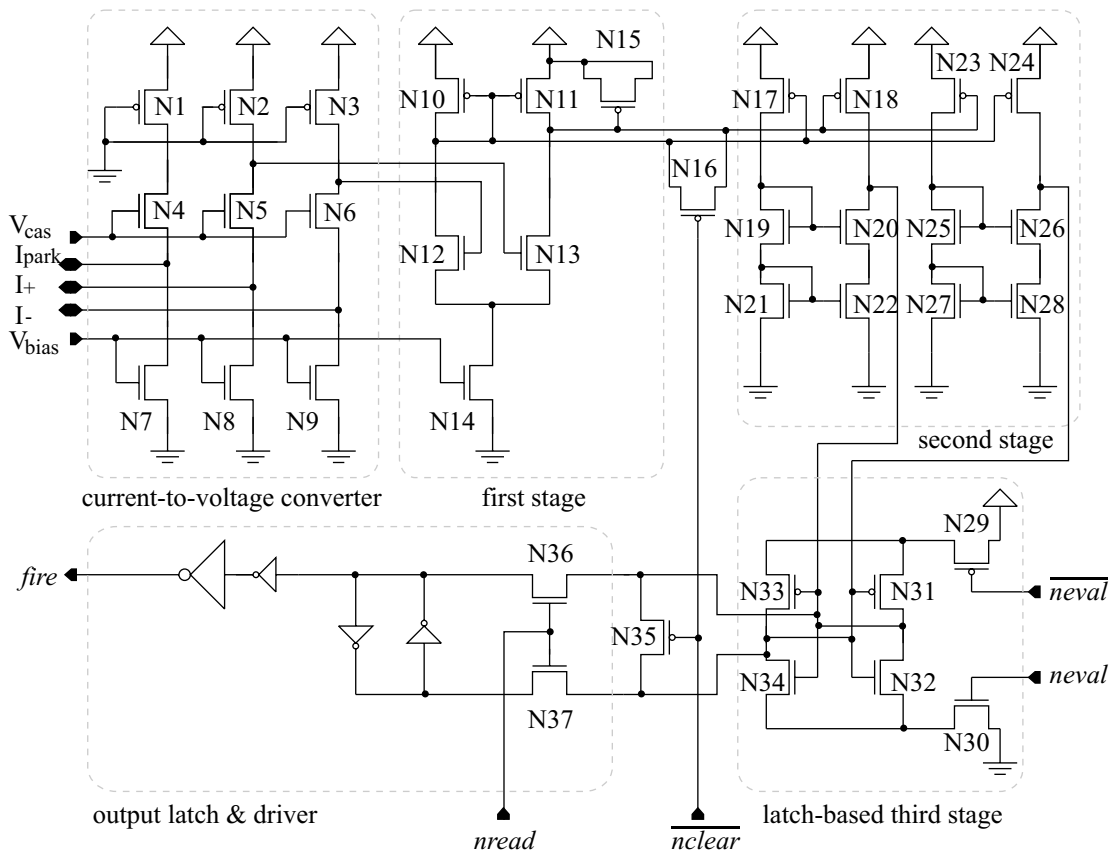 N1 N2 N3
N4 N5 N6
Vcas
Ipark
I+
I-
Vbias
N7 N8 N9
current-to-voltage converter
N15
N10 N11
N16
N12 N13
N14
first stage
N23 N24
N17 N18
N19 N20 N25 N26
N21 N22 N27 N28
second stage
fire
N36
N35
N37
output latch & driver
nread
nclear
N29
N33 N31
neval
N34 N32
neval
N30
latch-based third stage